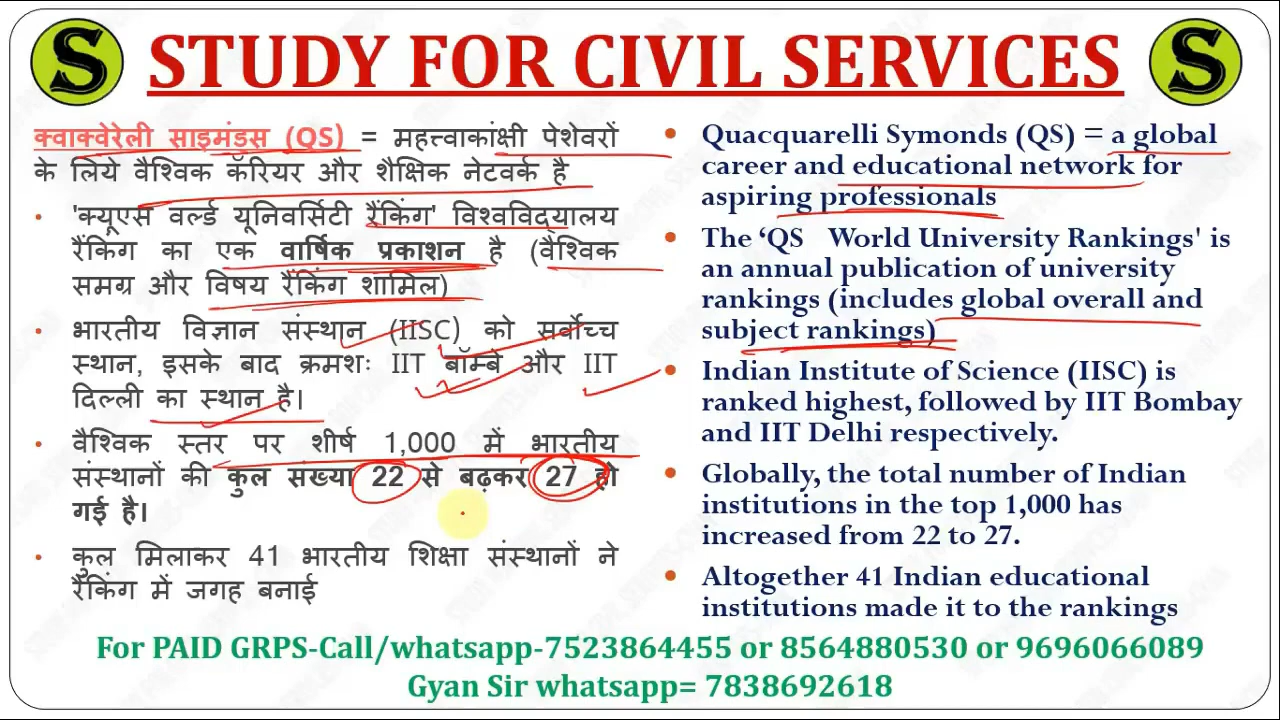 S STUDY FOR CIVIL SERVICES S
क्वाक्वेरेली साइमंड्स (QS) = महत्त्वाकांक्षी पेशेवरों
के लिये वैश्विक कॅरियर और शैक्षिक नेटवर्क है
• 'क्यूएस वर्ल्ड यूनिवर्सिटी रैंकिंग' विश्वविद्यालय
रैंकिंग का एक वार्षिक प्रकाशन है (वैश्विक
समग्र और विषय रैंकिंग शामिल)
• भारतीय विज्ञान संस्थान (IISC) को सर्वोच्च
स्थान, इसके बाद क्रमशः IIT बॉम्बे और IIT
दिल्ली का स्थान है।
• वैश्विक स्तर पर शीर्ष 1,000 में भारतीय
संस्थानों की कुल संख्या 22 से बढ़कर 27 हो
गई है।
• कुल मिलाकर 41 भारतीय शिक्षा संस्थानों ने
रैंकिंग में जगह बनाई
• Quacquarelli Symonds (QS) = a global
career and educational network for
aspiring professionals
• The ‘QS World University Rankings' is
an annual publication of university
rankings (includes global overall and
subject rankings)
• Indian Institute of Science (IISC) is
ranked highest, followed by IIT Bombay
and IIT Delhi respectively.
• Globally, the total number of Indian
institutions in the top 1,000 has
increased from 22 to 27.
• Altogether 41 Indian educational
institutions made it to the rankings
For PAID GRPS-Call/whatsapp-7523864455 or 8564880530 or 9696066089
Gyan Sir whatsapp= 7838692618